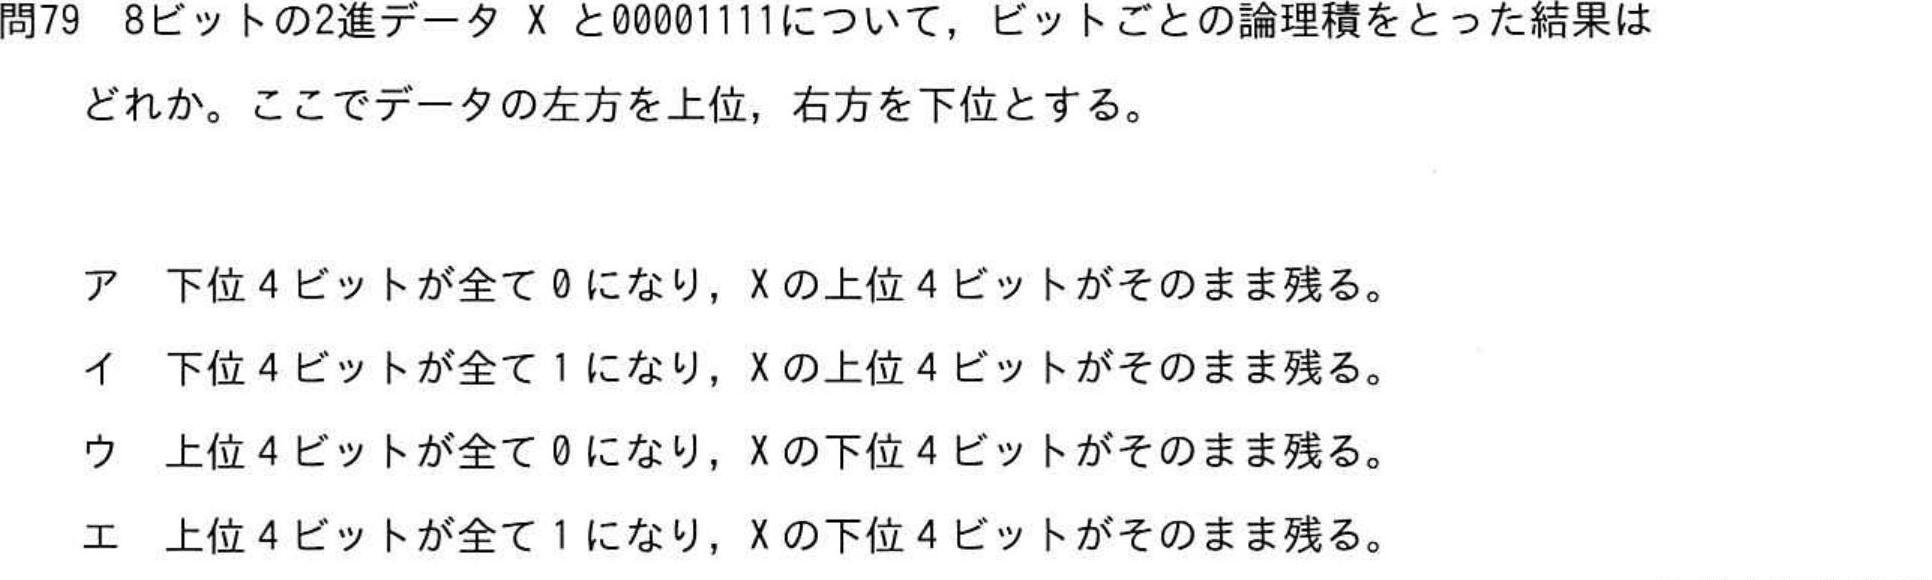 問79　8ビットの2進データ X と00001111について，ビットごとの論理積をとった結果は
どれか。ここでデータの左方を上位，右方を下位とする。
ア　下位4ビットが全て0になり，Xの上位4ビットがそのまま残る。
イ　下位4ビットが全て1になり，Xの上位4ビットがそのまま残る。
ウ　上位4ビットが全て0になり，Xの下位4ビットがそのまま残る。
エ　上位4ビットが全て1になり，Xの下位4ビットがそのまま残る。